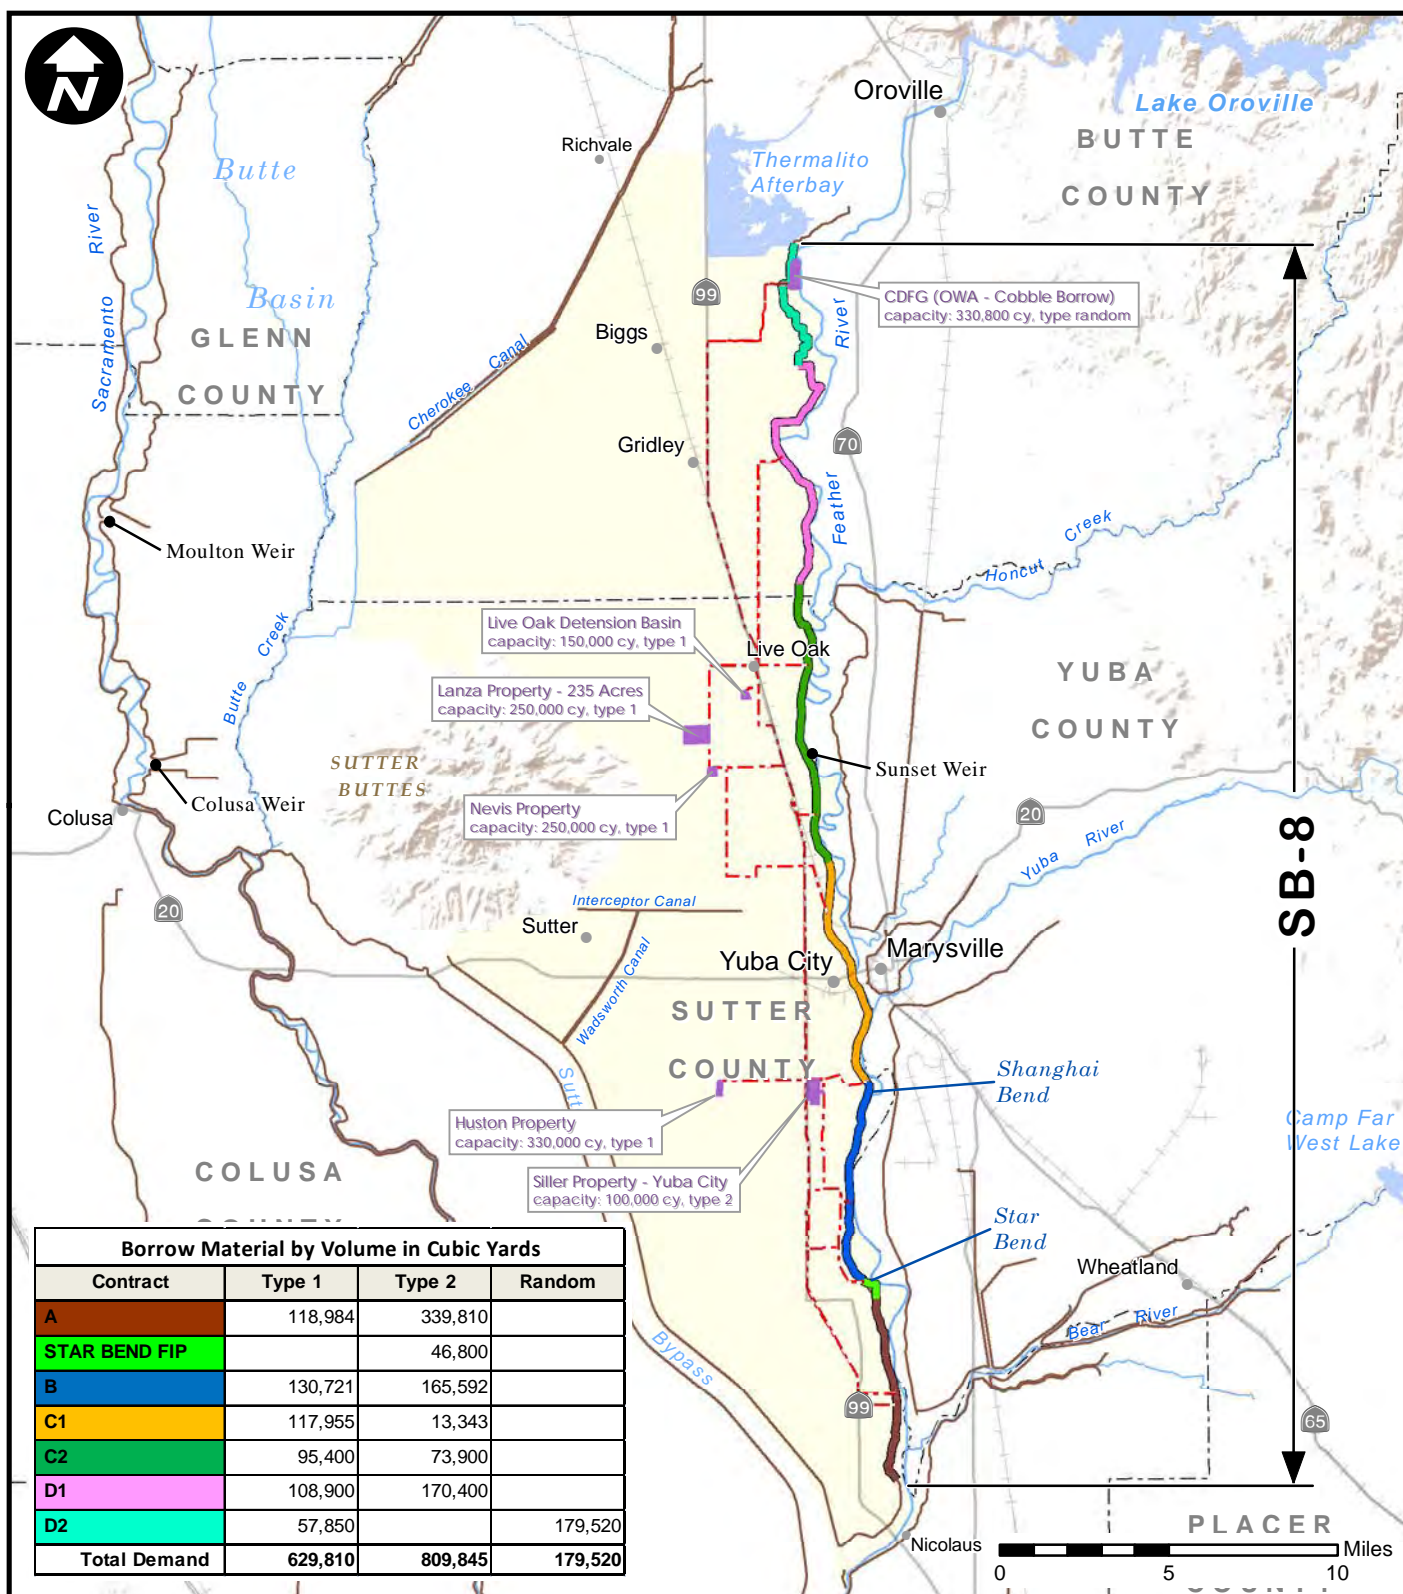 N
Oroville
Lake Oroville
BUTTE
COUNTY
Richvale
Thermalito
Afterbay
Butte
Basin
Sacramento River
GLENN
COUNTY
99
CDFG (OWA - Cobble Borrow)
capacity: 330,800 cy, type random
Biggs
Cherokee Canal
Feather River
Gridley
70
Moulton Weir
Honcut Creek
Butte Creek
Live Oak Detension Basin
capacity: 150,000 cy, type 1
Live Oak
YUBA
COUNTY
Lanza Property - 235 Acres
capacity: 250,000 cy, type 1
SUTTER
BUTTES
Sunset Weir
Colusa Weir
Colusa
Nevis Property
capacity: 250,000 cy, type 1
20
Yuba River
SB-8
20
Interceptor Canal
Sutter
Wadsworth Canal
Yuba City
Marysville
SUTTER
COUNTY
Shanghai
Bend
Sutt
Huston Property
capacity: 330,000 cy, type 1
Camp Far
West Lake
COLUSA
COUNTY
Siller Property - Yuba City
capacity: 100,000 cy, type 2
Star
Bend
Wheatland
Bear River
Bypass
99
65
Borrow Material by Volume in Cubic Yards
Contract Type 1 Type 2 Random
A 118,984 339,810
STAR BEND FIP 46,800
B 130,721 165,592
C1 117,955 13,343
C2 95,400 73,900
D1 108,900 170,400
D2 57,850 179,520
Total Demand 629,810 809,845 179,520
Nicolaus
PLACER
COUNTY
Miles
0 5 10